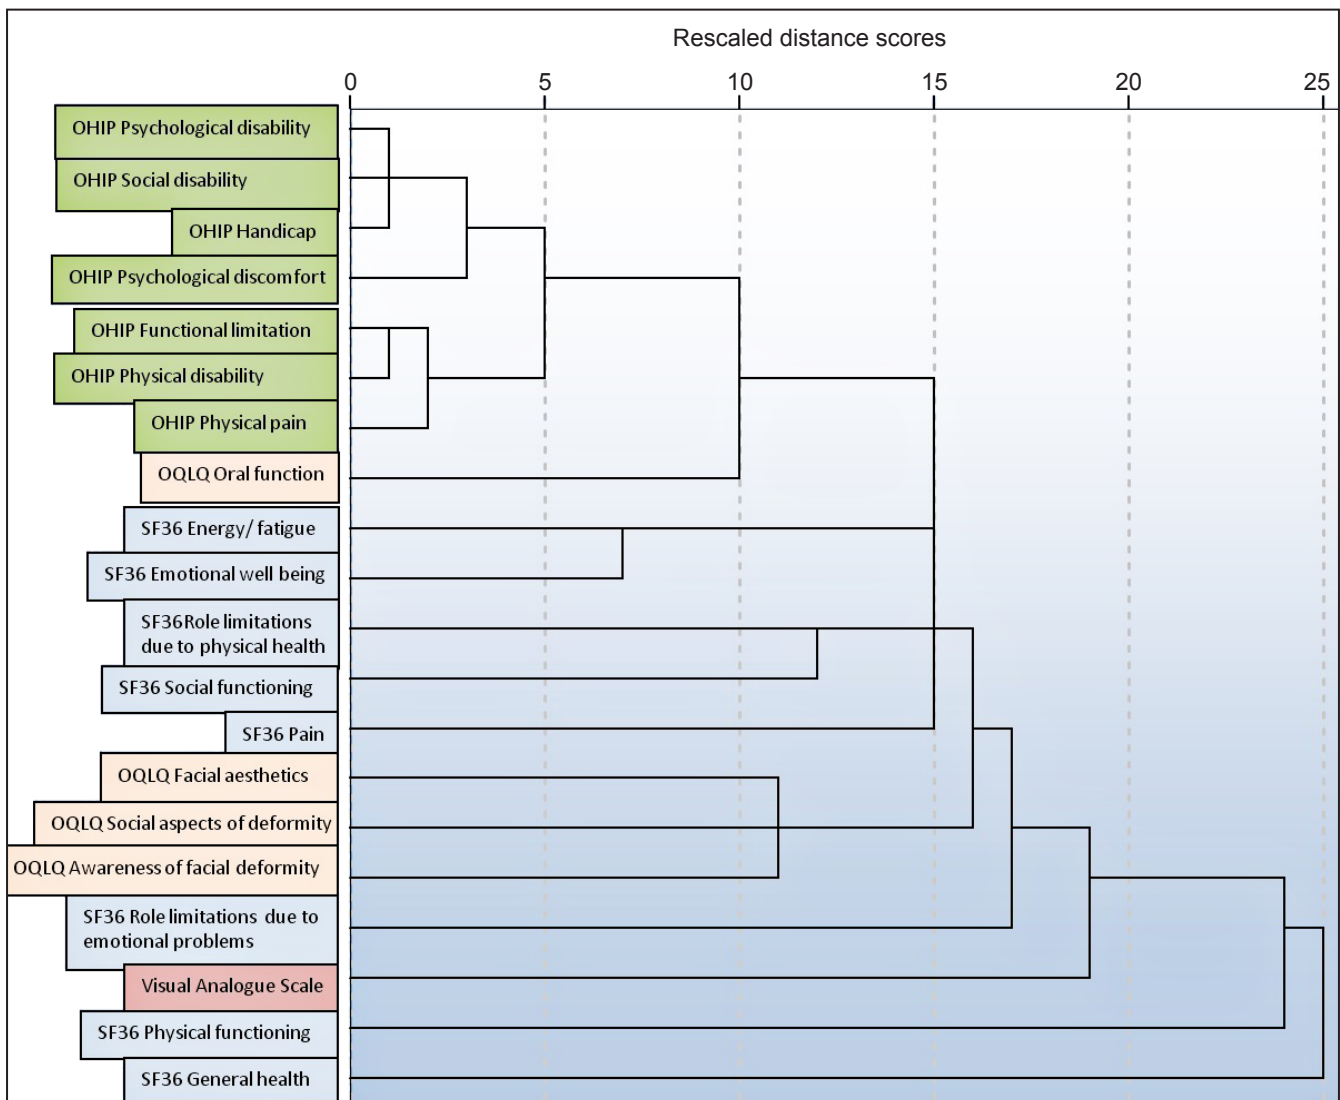 Rescaled distance scores
0 5 10 15 20 25
OHIP Psychological disability
OHIP Social disability
OHIP Handicap
OHIP Psychological discomfort
OHIP Functional limitation
OHIP Physical disability
OHIP Physical pain
OQLQ Oral function
SF36 Energy/ fatigue
SF36 Emotional well being
SF36Role limitations
due to physical health
SF36 Social functioning
SF36 Pain
OQLQ Facial aesthetics
OQLQ Social aspects of deformity
OQLQ Awareness of facial deformity
SF36 Role limitations due to
emotional problems
Visual Analogue Scale
SF36 Physical functioning
SF36 General health